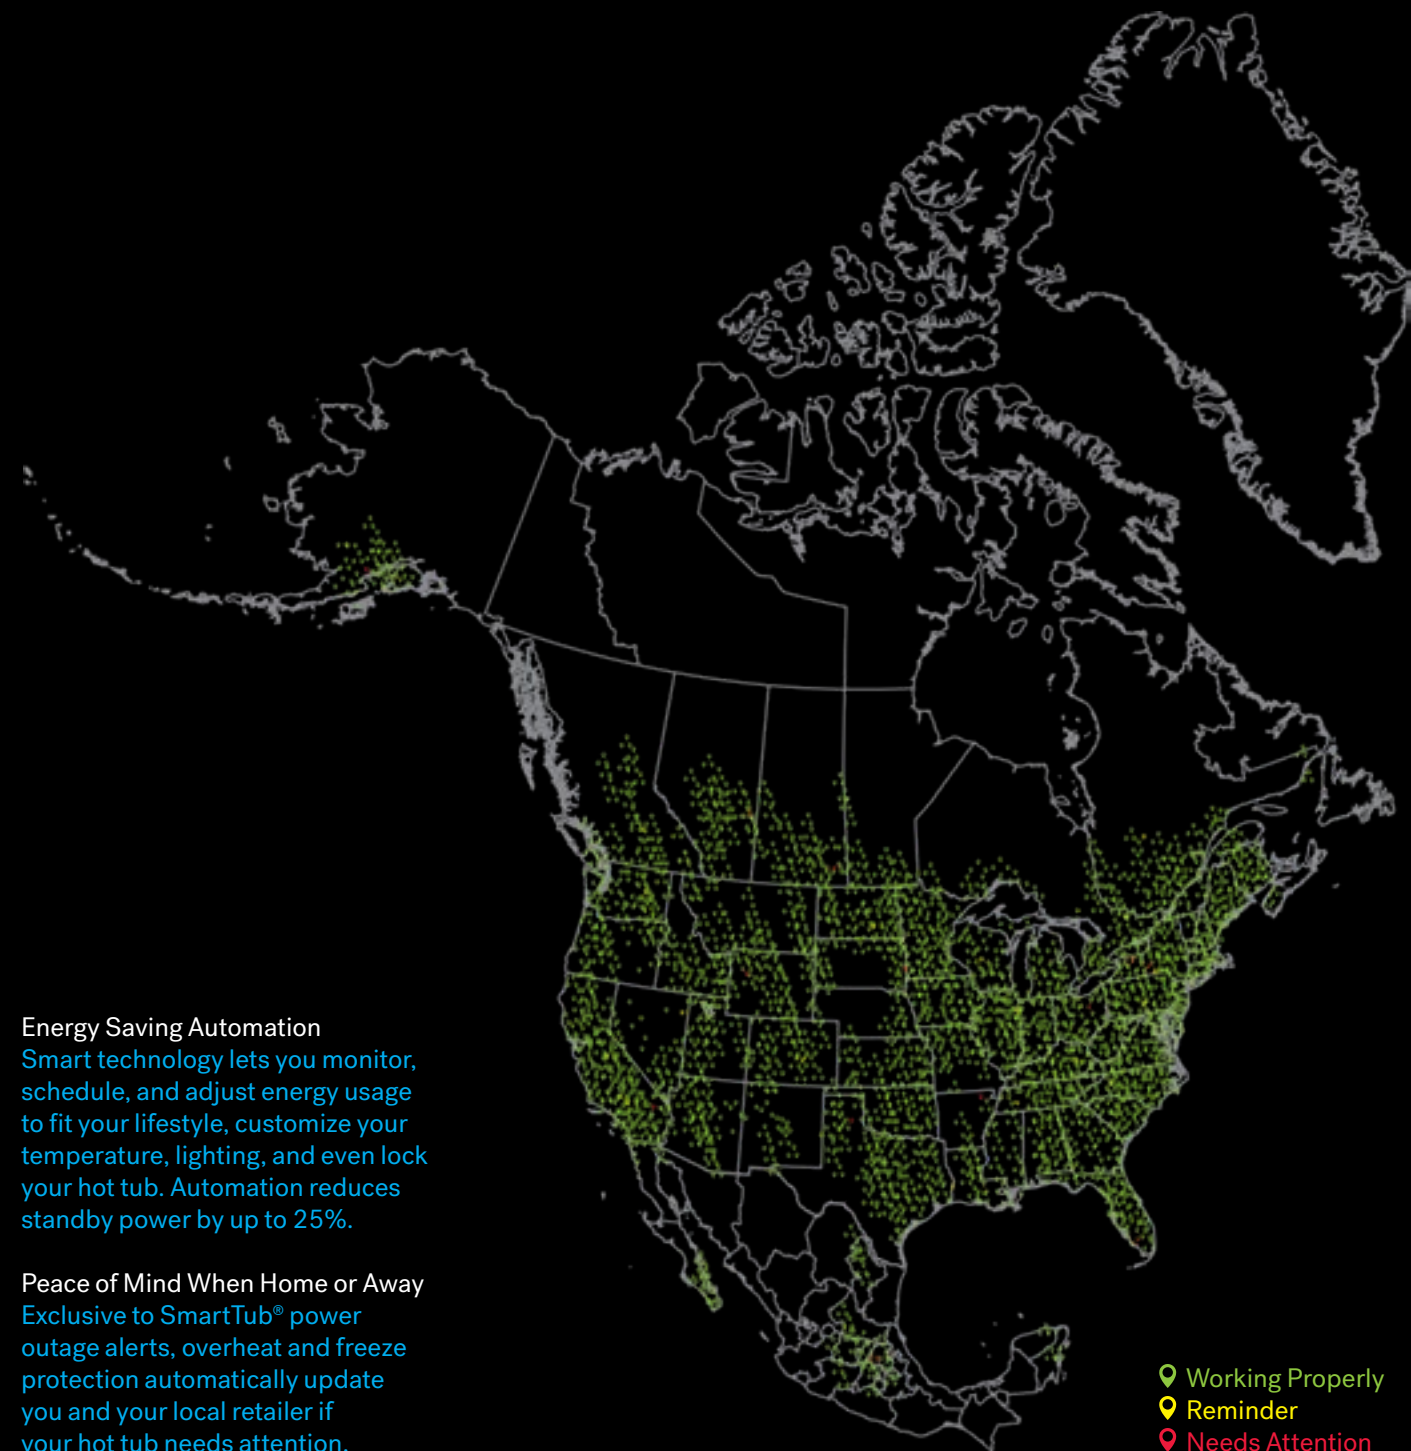 Energy Saving Automation
Smart technology lets you monitor,
schedule, and adjust energy usage
to fit your lifestyle, customize your
temperature, lighting, and even lock
your hot tub. Automation reduces
standby power by up to 25%.
Peace of Mind When Home or Away
Exclusive to SmartTub® power
outage alerts, overheat and freeze
protection automatically update
you and your local retailer if
your hot tub needs attention.
Working Properly
Reminder
Needs Attention